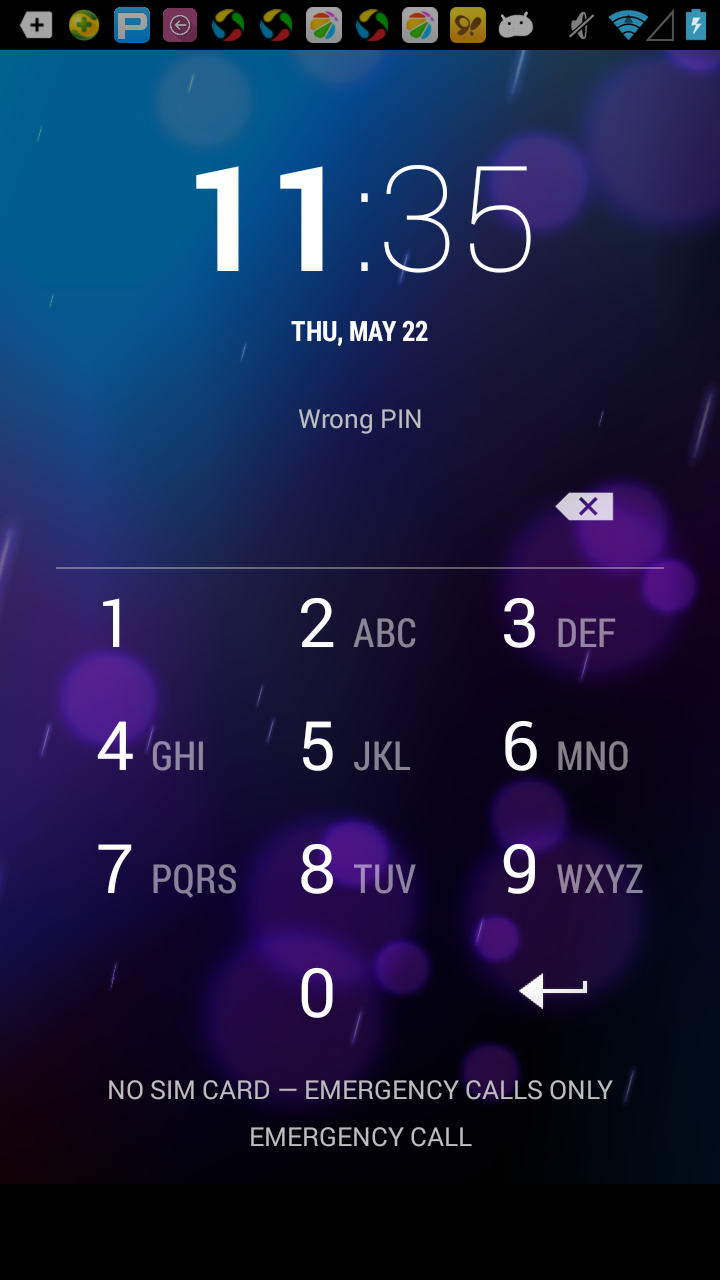 11:35
THU, MAY 22
Wrong PIN
1
2 ABC
3 DEF
4 GHI
5 JKL
6 MNO
7 PQRS
8 TUV
9 WXYZ
0
NO SIM CARD — EMERGENCY CALLS ONLY
EMERGENCY CALL